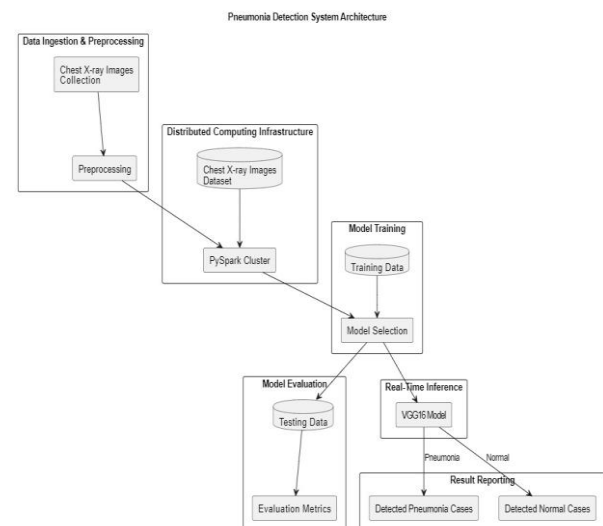 Pneumonia Detection System Architecture
Data Ingestion & Preprocessing
Chest X-ray Images
Collection
Preprocessing
Distributed Computing Infrastructure
Chest X-ray Images
Dataset
PySpark Cluster
Model Training
Training Data
Model Selection
Model Evaluation
Testing Data
Evaluation Metrics
Real-Time Inference
VGG16 Model
Pneumonia
Normal
Result Reporting
Detected Pneumonia Cases
Detected Normal Cases